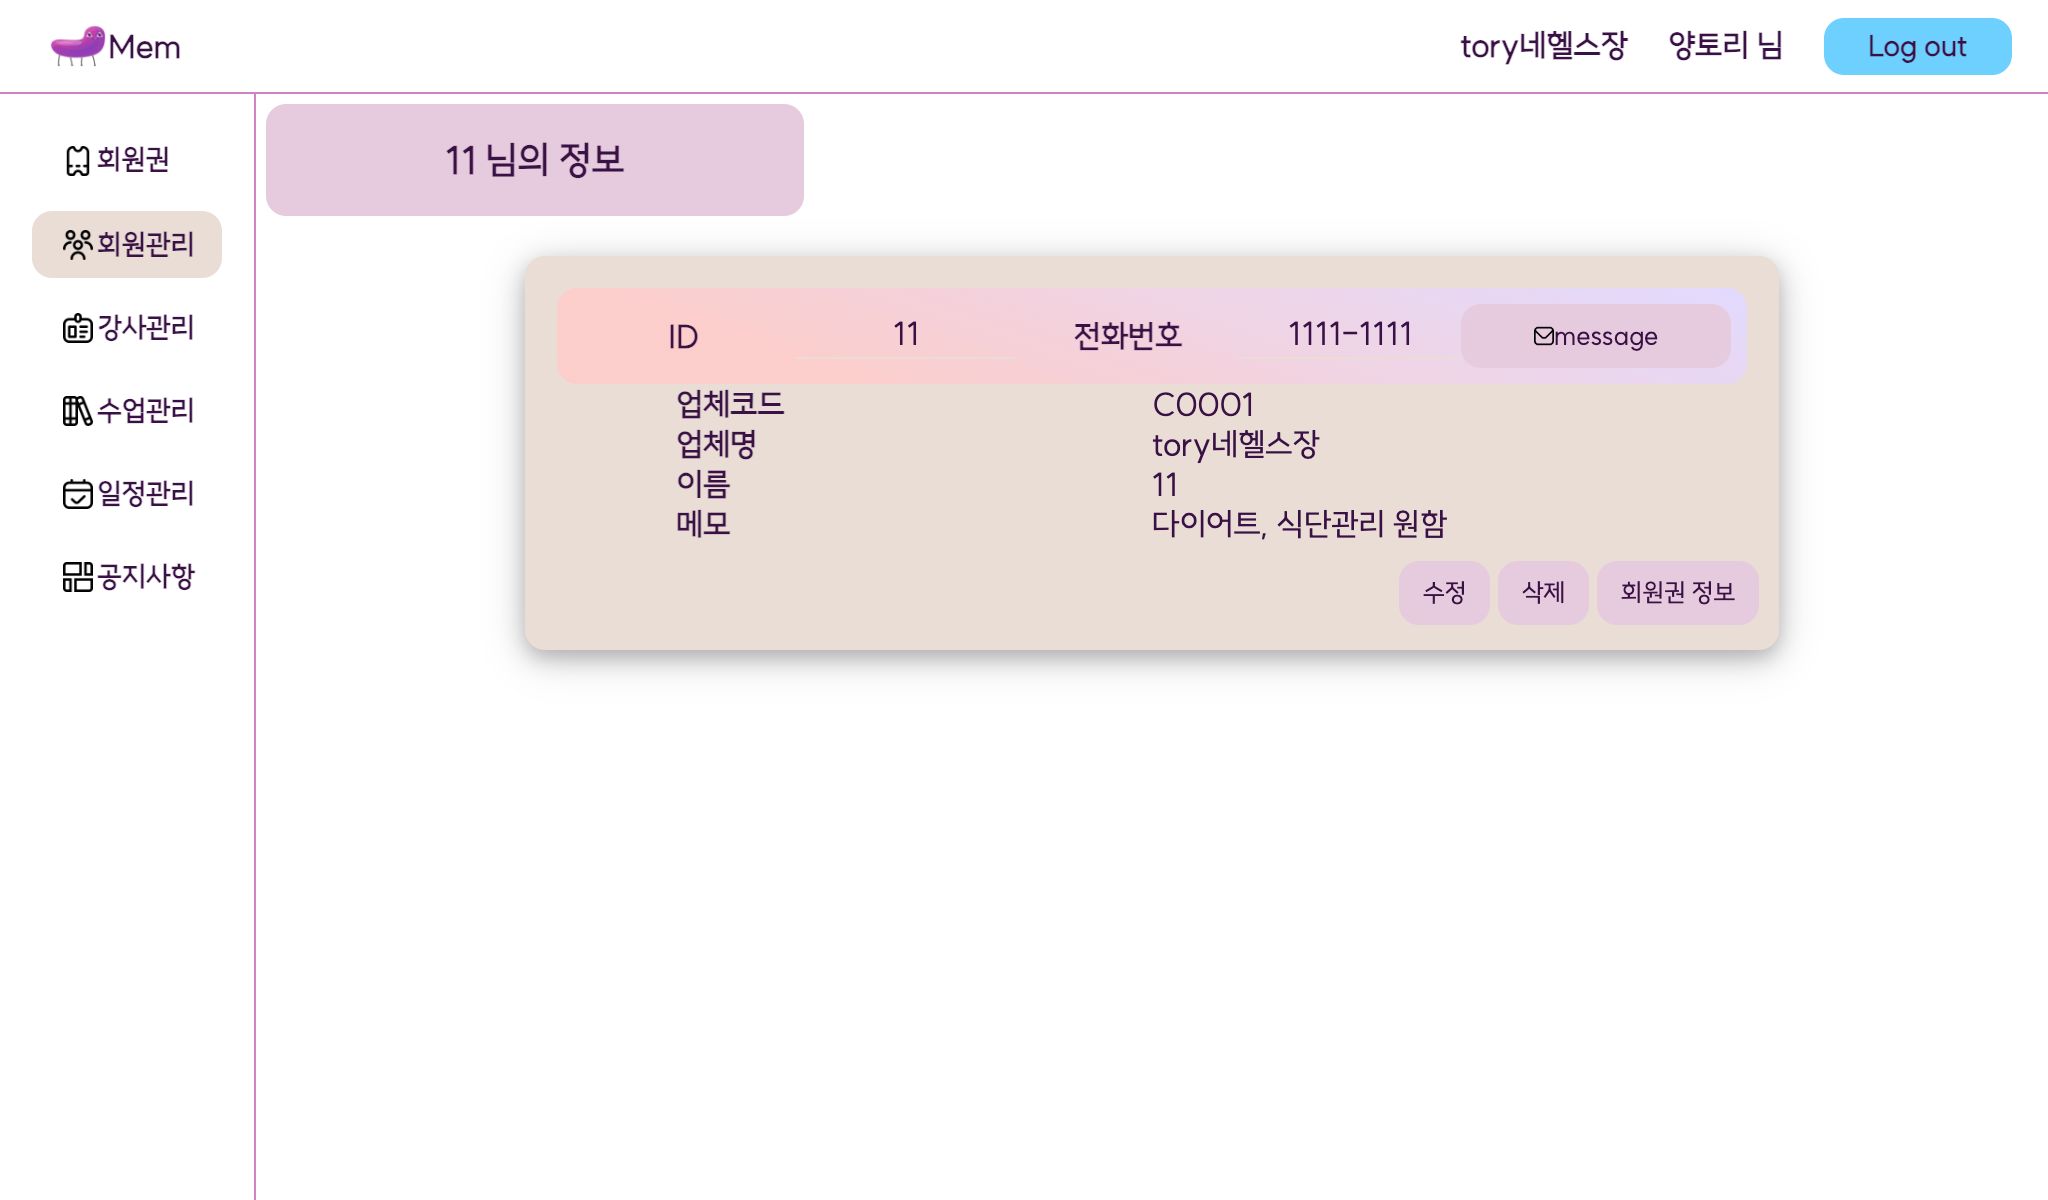 Mem
tory네헬스장 양토리 님 Log out
회원권
회원관리
강사관리
수업관리
일정관리
공지사항
11 님의 정보
ID 11 전화번호 1111-1111 message
업체코드 C0001
업체명 tory네헬스장
이름 11
메모 다이어트, 식단관리 원함
수정 삭제 회원권 정보